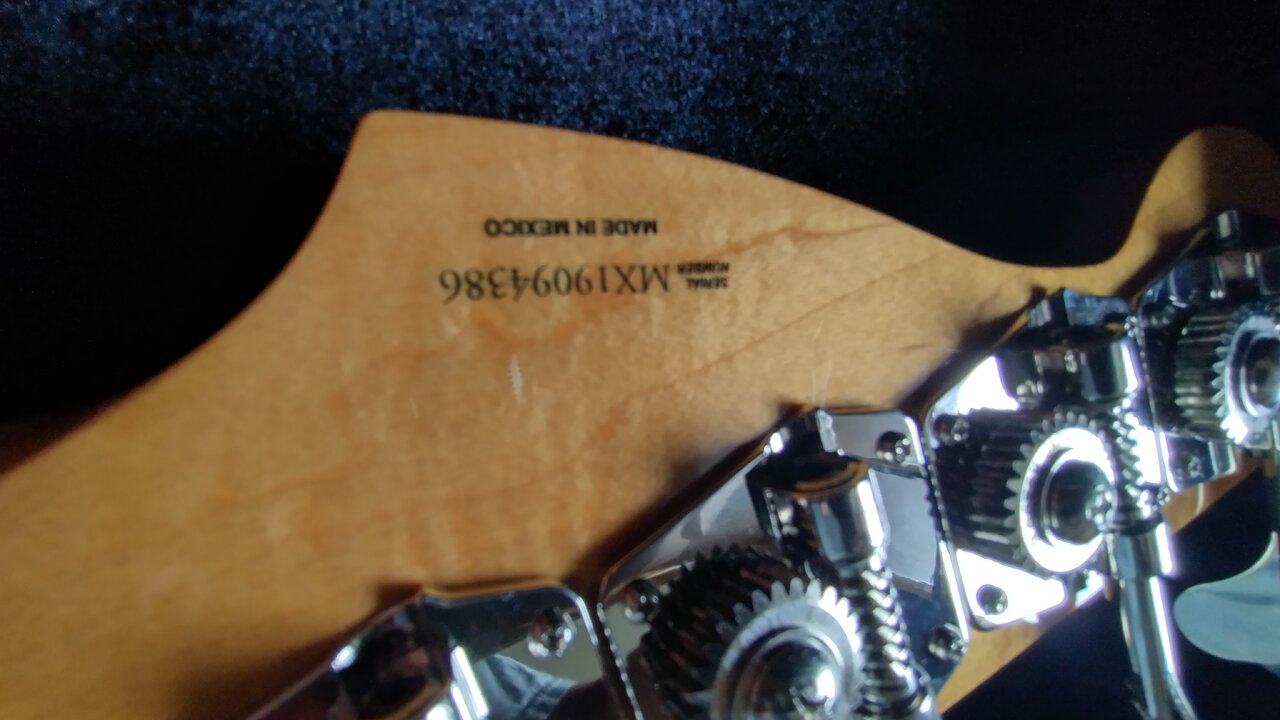 SERIAL NUMBER MX19094386
MADE IN MEXICO